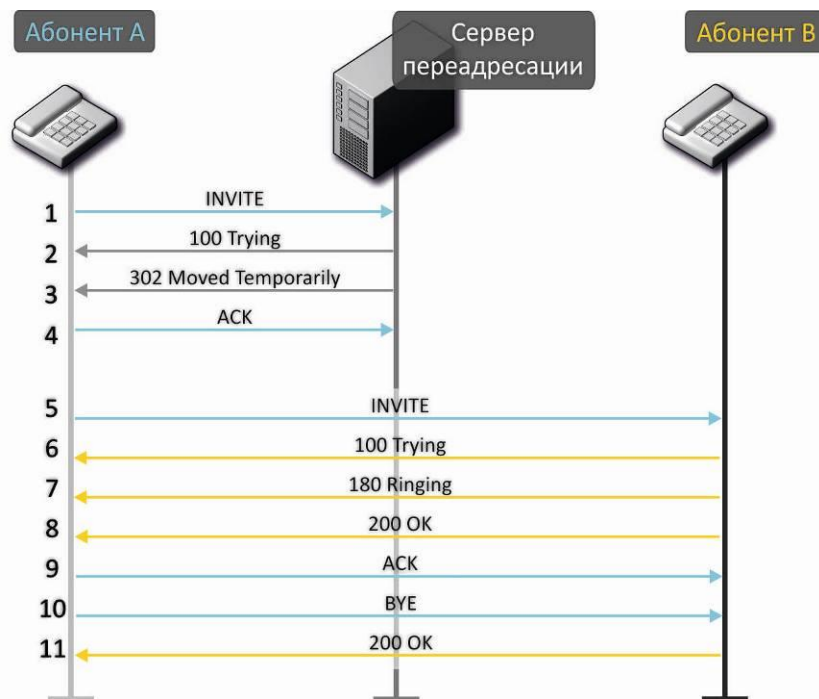 Абонент А
Сервер
переадресации
Абонент В
1 INVITE
2 100 Trying
3 302 Moved Temporarily
4 ACK
5 INVITE
6 100 Trying
7 180 Ringing
8 200 OK
9 ACK
10 BYE
11 200 OK